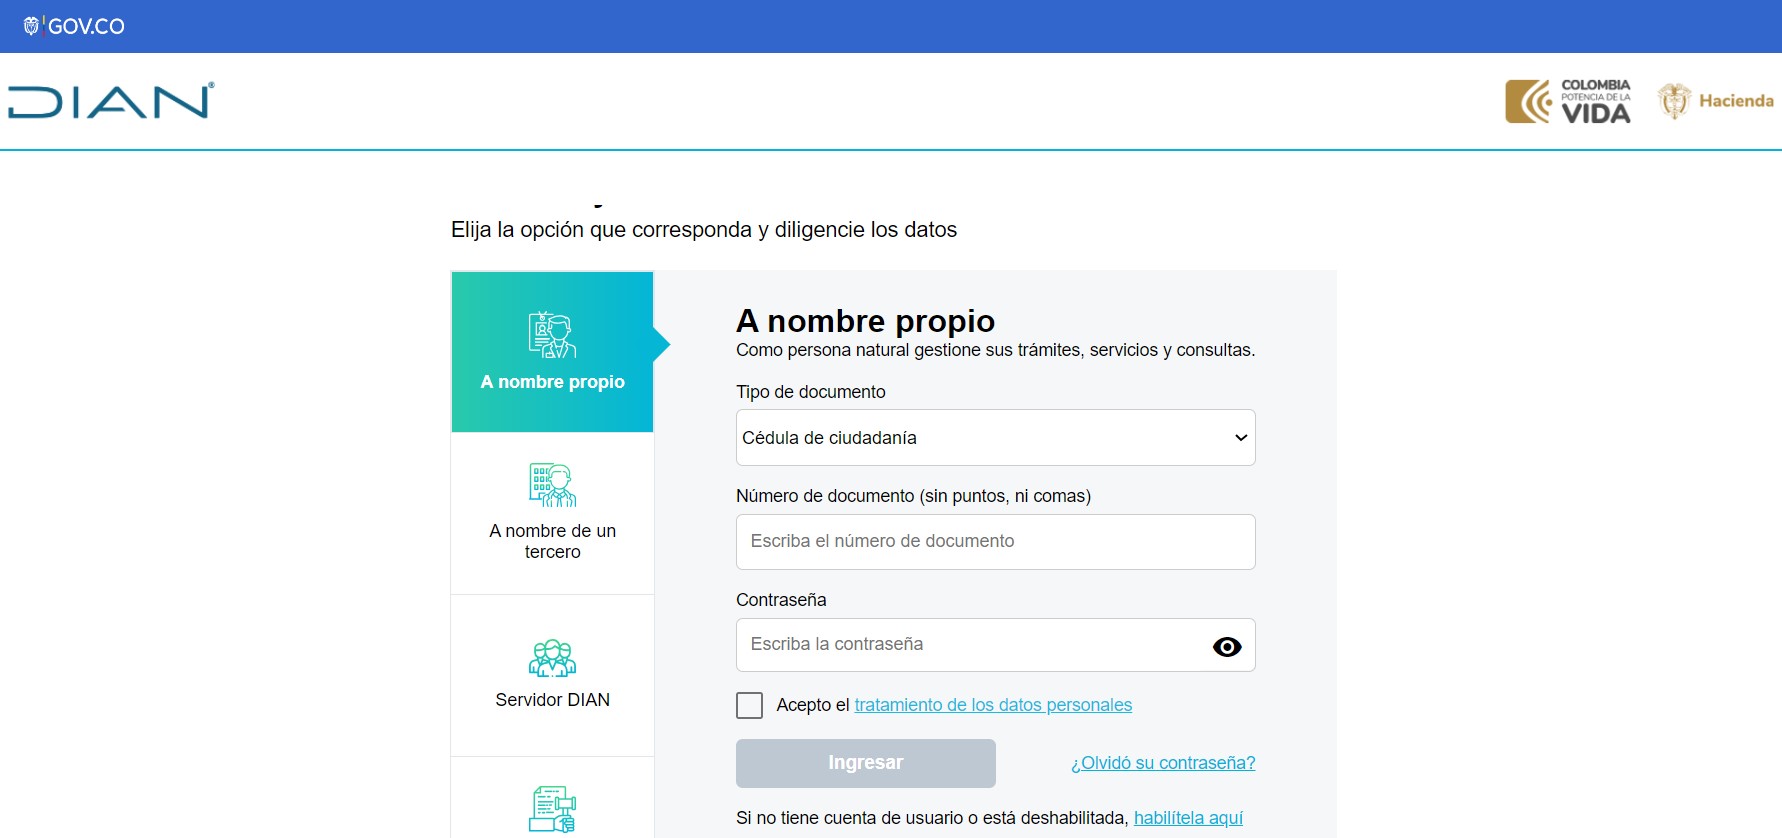 GOV.CO
DIAN
COLOMBIA
POTENCIA DE LA
VIDA
Hacienda
Elija la opción que corresponda y diligencie los datos
A nombre propio
A nombre de un
tercero
Servidor DIAN
A nombre propio
Como persona natural gestione sus trámites, servicios y consultas.
Tipo de documento
Cédula de ciudadanía
Número de documento (sin puntos, ni comas)
Escriba el número de documento
Contraseña
Escriba la contraseña
Acepto el tratamiento de los datos personales
Ingresar
¿Olvidó su contraseña?
Si no tiene cuenta de usuario o está deshabilitada, habilítela aquí